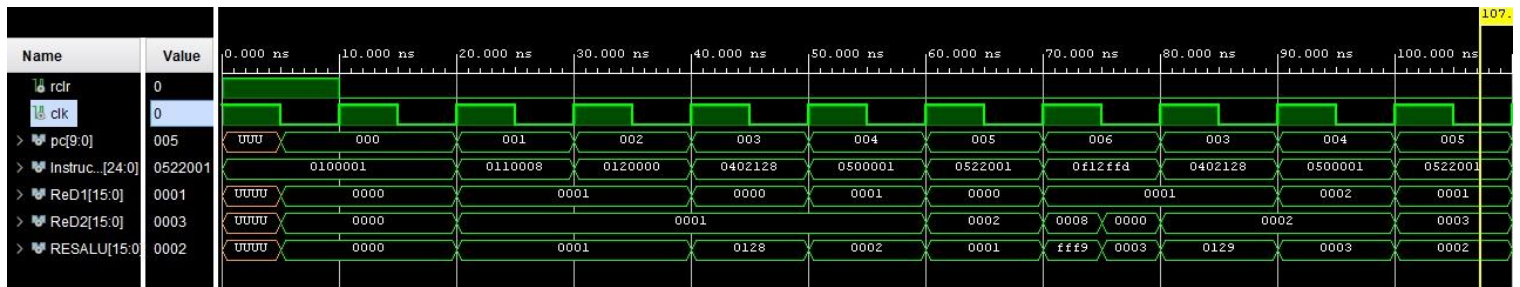 107.
Name Value 0.000 ns 10.000 ns 20.000 ns 30.000 ns 40.000 ns 50.000 ns 60.000 ns 70.000 ns 80.000 ns 90.000 ns 100.000 ns
rclr 0
clk 0
pc[9:0] 005 UUU 000 001 002 003 004 005 006 003 004 005
Instruc...[24:0] 0522001 0100001 0110008 0120000 0402128 0500001 0522001 0f12ffd 0402128 0500001 0522001
ReD1[15:0] 0001 UUUU 0000 0001 0000 0001 0000 0001 0002 0001
ReD2[15:0] 0003 UUUU 0000 0001 0002 0008 0000 0002 0003
RESALU[15:0] 0002 UUUU 0000 0001 0128 0002 0001 fff9 0003 0129 0003 0002